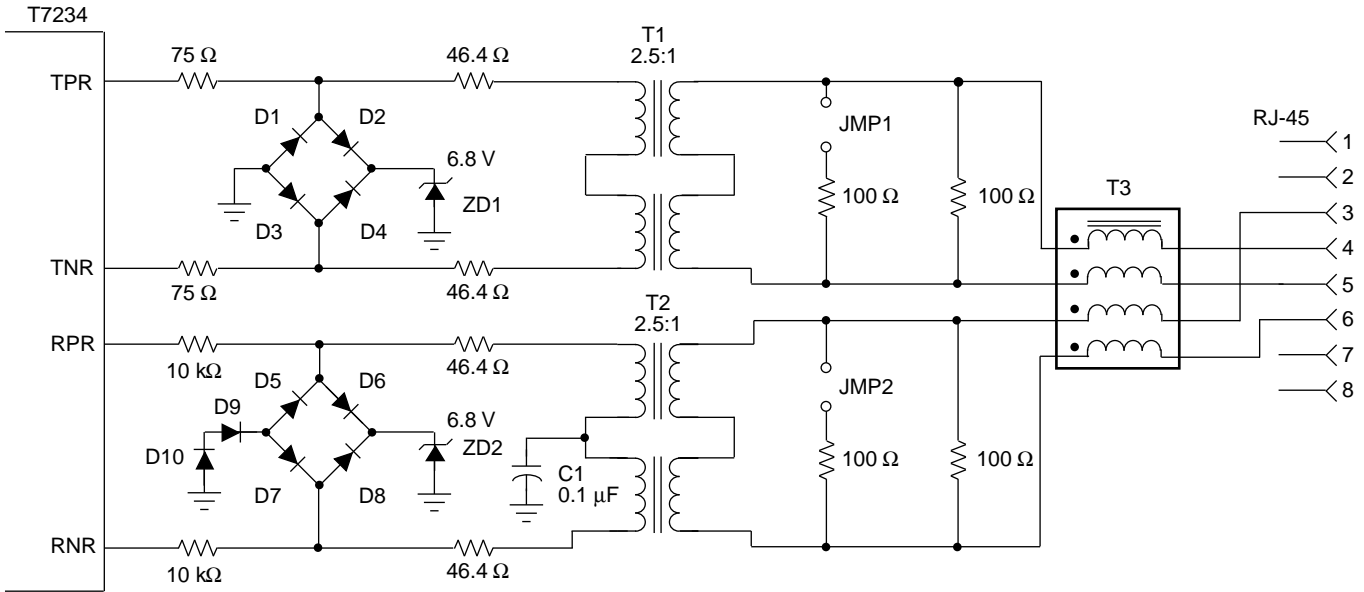 T7234
TPR
75 Ω
46.4 Ω
T1
2.5:1
D1
D2
6.8 V
ZD1
D3
D4
TNR
75 Ω
46.4 Ω
JMP1
100 Ω
100 Ω
RJ-45
T3
1
2
3
4
5
6
7
8
RPR
10 kΩ
46.4 Ω
T2
2.5:1
D5
D6
D9
6.8 V
ZD2
D10
D7
D8
C1
0.1 μF
JMP2
100 Ω
100 Ω
RNR
10 kΩ
46.4 Ω